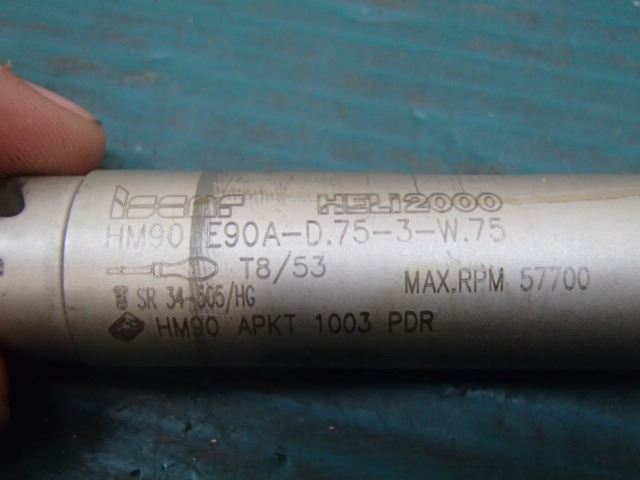 iscar HELI2000
HM90 E90A-D.75-3-W.75
T8/53 MAX.RPM 57700
SR 34-505/HG
HM90 APKT 1003 PDR